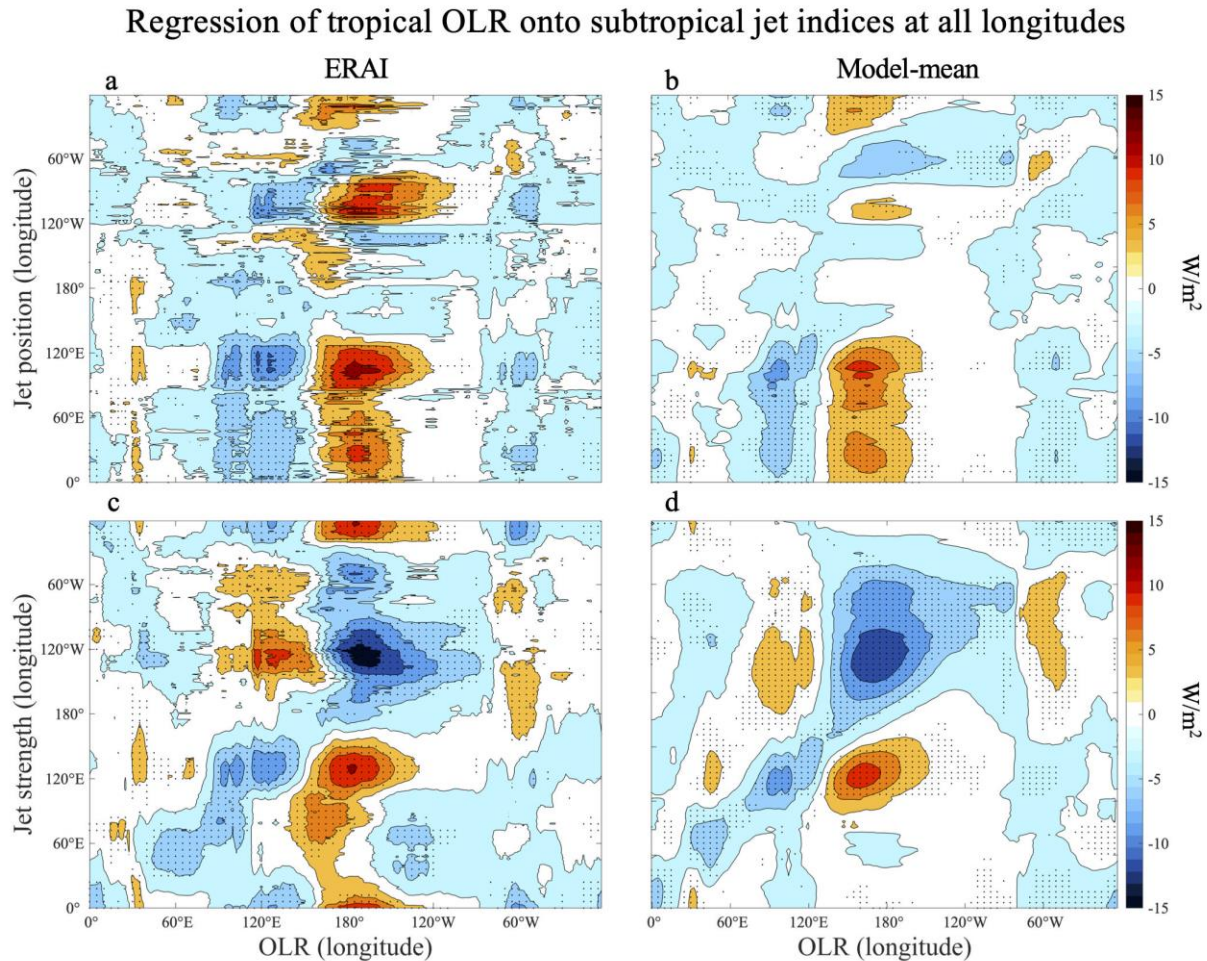 Regression of tropical OLR onto subtropical jet indices at all longitudes
ERAI
Model-mean
a
b
Jet position (longitude)
60°W
120°W
180°
120°E
60°E
0°
15
10
5
0
-5
-10
-15
W/m²
c
d
Jet strength (longitude)
60°W
120°W
180°
120°E
60°E
0°
15
10
5
0
-5
-10
-15
W/m²
0° 60°E 120°E 180° 120°W 60°W
0° 60°E 120°E 180° 120°W 60°W
OLR (longitude)
OLR (longitude)